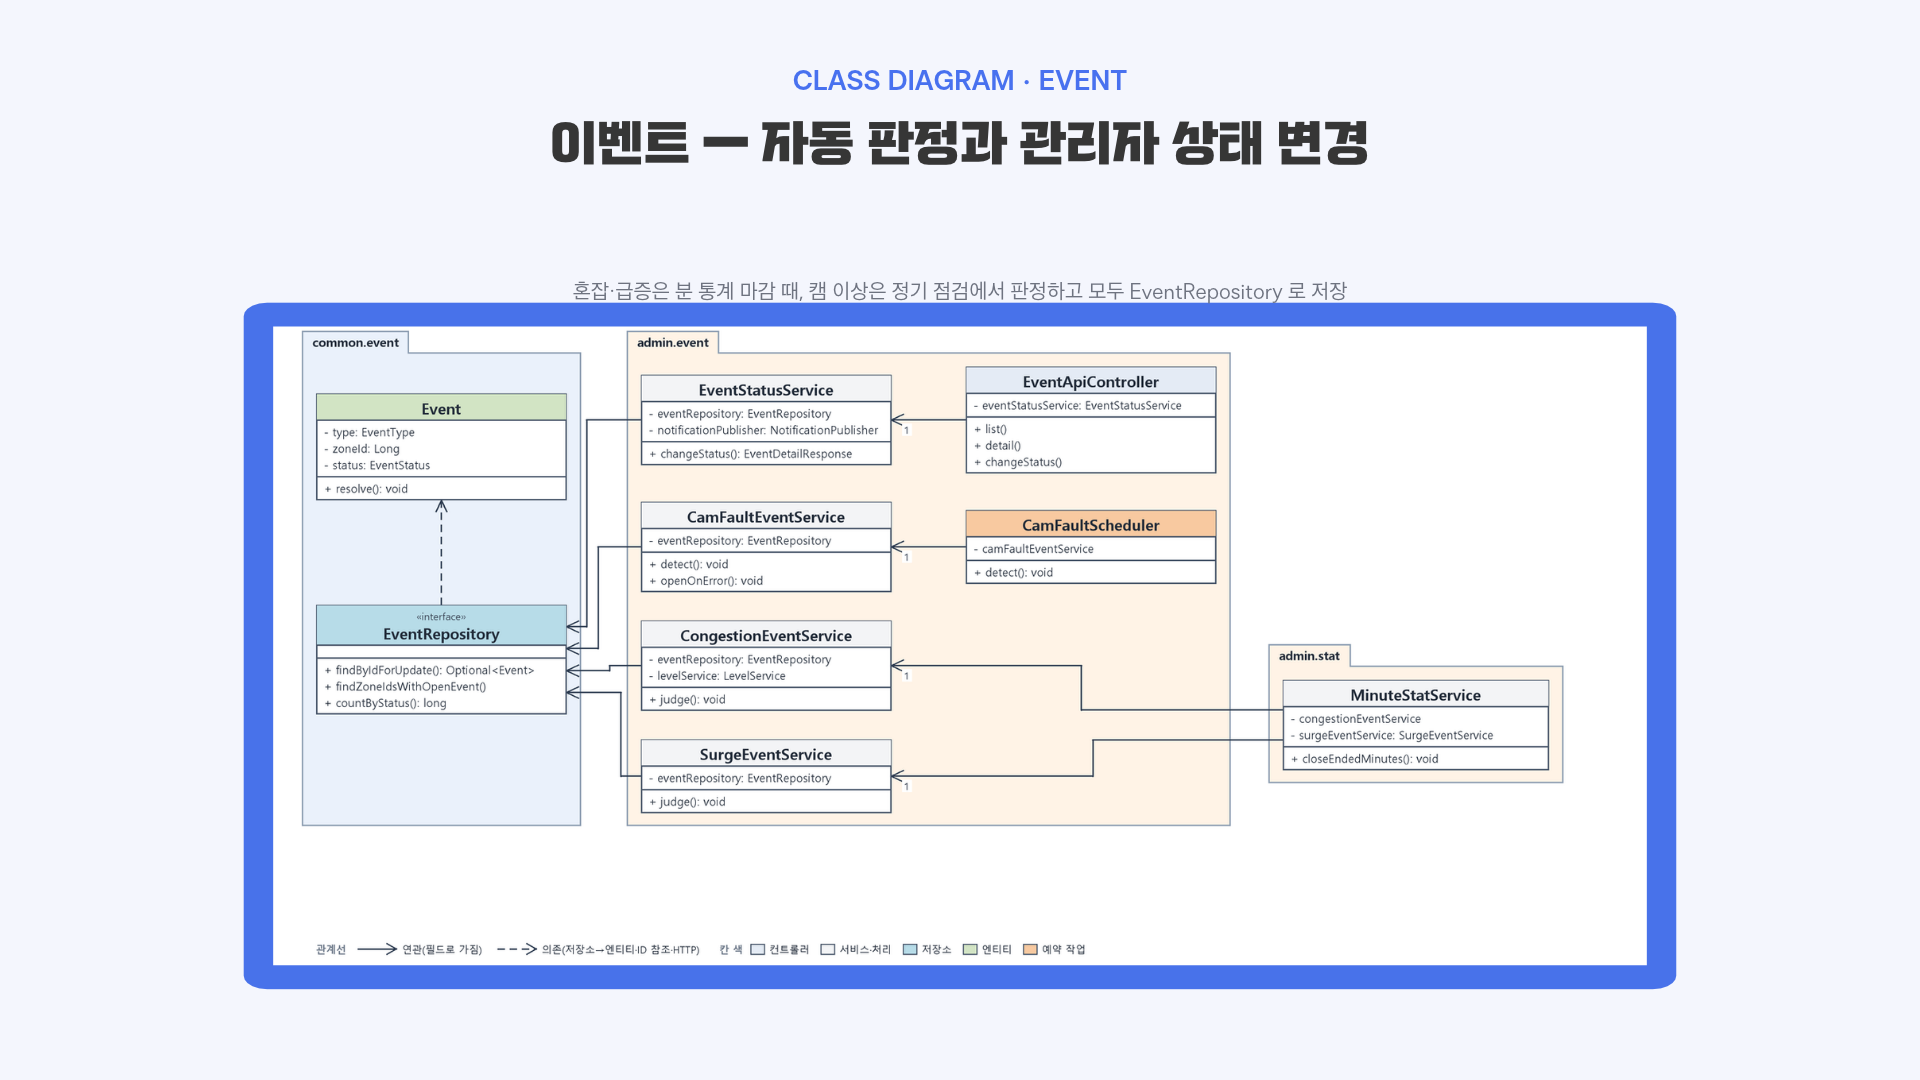 CLASS DIAGRAM · EVENT
이벤트 — 자동 판정과 관리자 상태 변경
혼잡·급증은 분 통계 마감 때, 캠 이상은 정기 점검에서 판정하고 모두 EventRepository 로 저장
common.event
Event
- type: EventType
- zoneId: Long
- status: EventStatus
+ resolve(): void
«interface»
EventRepository
+ findByIdForUpdate(): Optional<Event>
+ findZoneIdsWithOpenEvent()
+ countByStatus(): long
admin.event
EventStatusService
- eventRepository: EventRepository
- notificationPublisher: NotificationPublisher
+ changeStatus(): EventDetailResponse
1
EventApiController
- eventStatusService: EventStatusService
+ list()
+ detail()
+ changeStatus()
CamFaultEventService
- eventRepository: EventRepository
+ detect(): void
+ openOnError(): void
1
CamFaultScheduler
- camFaultEventService
+ detect(): void
CongestionEventService
- eventRepository: EventRepository
- levelService: LevelService
+ judge(): void
1
SurgeEventService
- eventRepository: EventRepository
+ judge(): void
1
admin.stat
MinuteStatService
- congestionEventService
- surgeEventService: SurgeEventService
+ closeEndedMinutes(): void
관계선 연관(필드로 가짐) 의존(저장소→엔티티·ID 참조·HTTP) 칸 색 컨트롤러 서비스·처리 저장소 엔티티 예약 작업